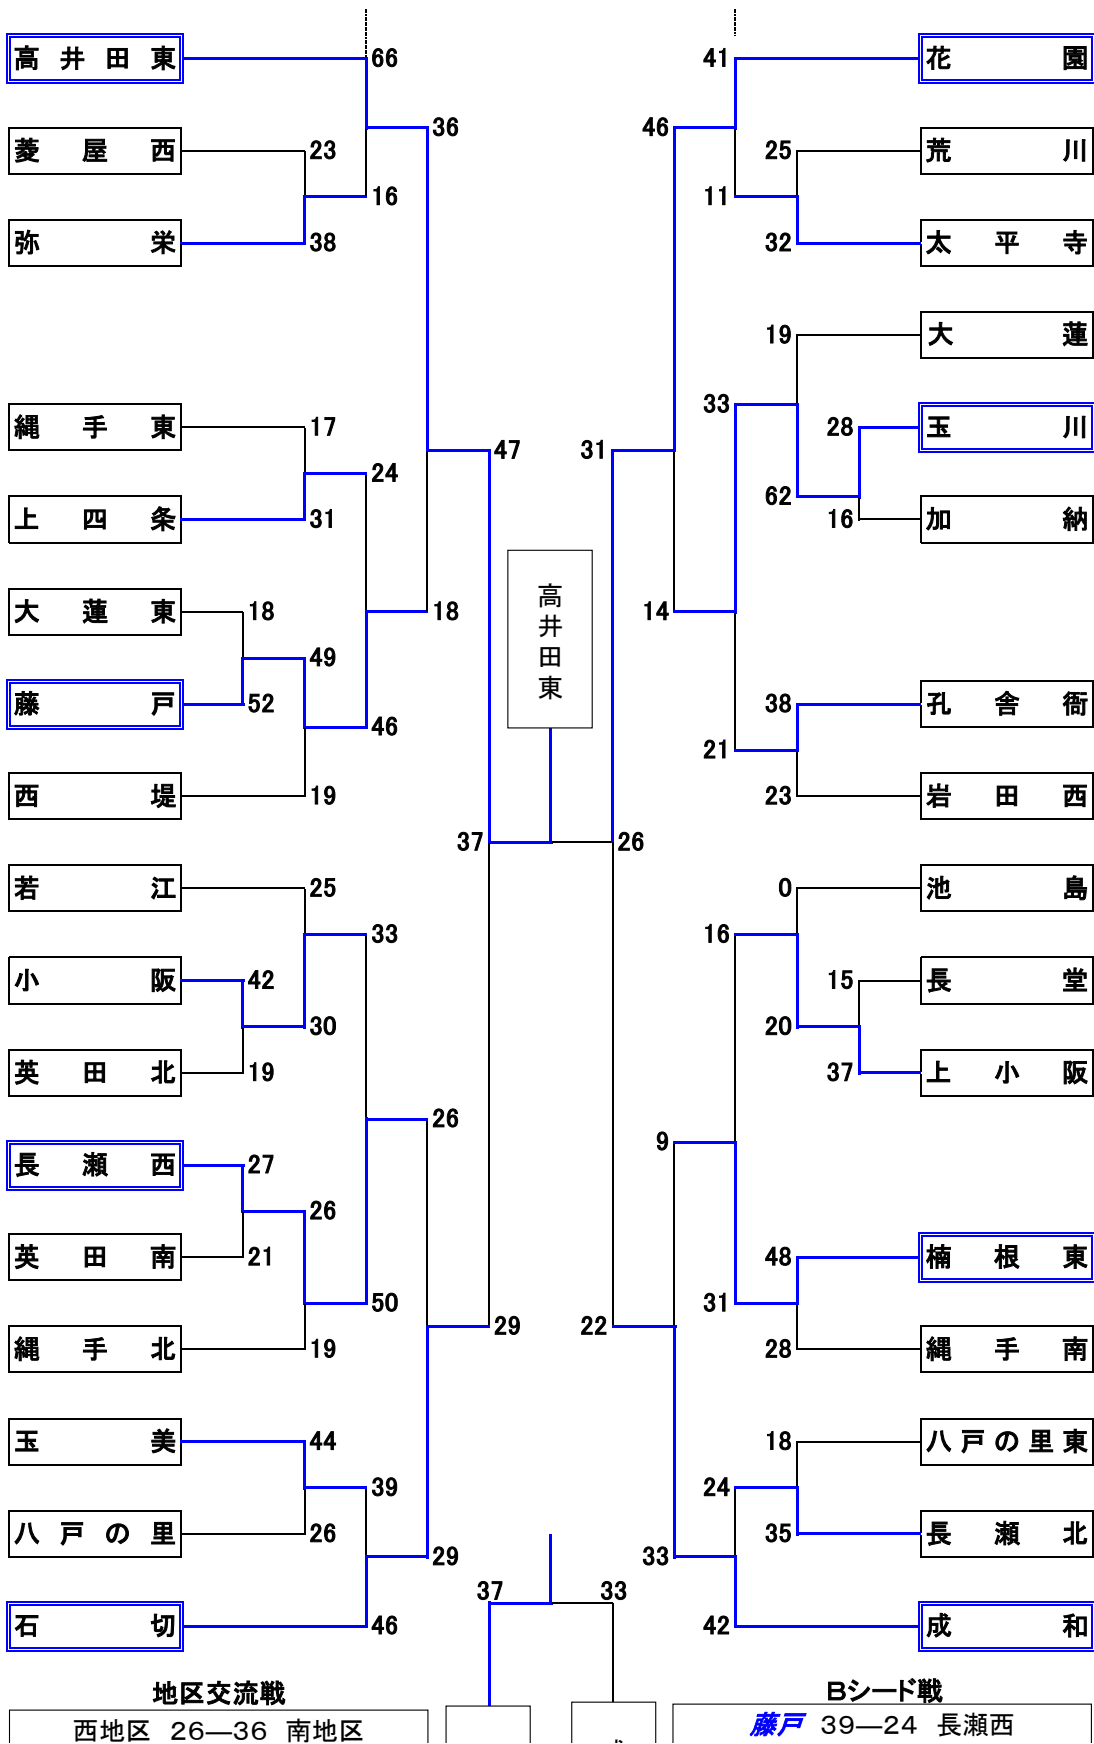 高井田東 66 41 花園
36 46
菱屋西 23 25 荒川
16 11
弥栄 38 32 太平寺
19 大蓮
33
縄手東 17 28 玉川
47 31
24 62
上四条 31 16 加納
高井田東
大蓮東 18 18 14
49
藤戸 52 38 孔舎衙
46 21
西堤 19 23 岩田西
37 26
若江 25 0 池島
33 16
小阪 42 15 長堂
30 20
英田北 19 37 上小阪
26 9
長瀬西 27
26
英田南 21 48 楠根東
50 31
29 22
縄手北 19 28 縄手南
玉美 44 18 八戸の里東
39 24
八戸の里 26 35 長瀬北
29 33
37 33
石切 46 42 成和
地区交流戦 Bシード戦
西地区 26―36 南地区
藤戸 39―24 長瀬西